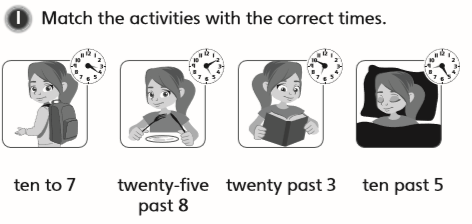 1 Match the activities with the correct times.
ten to 7 twenty-five past 8 twenty past 3 ten past 5